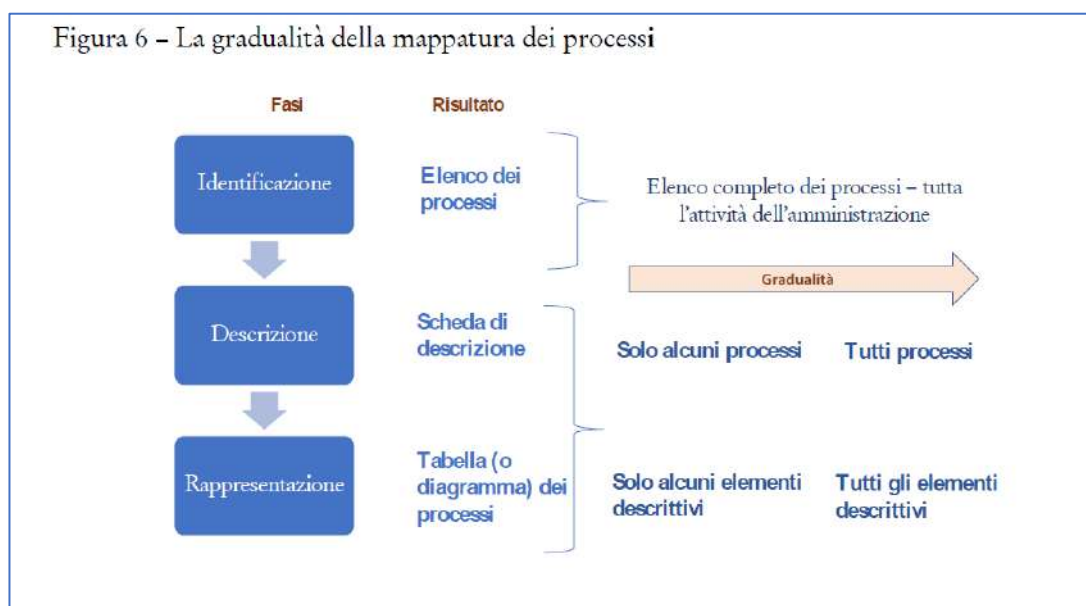 Figura 6 – La gradualità della mappatura dei processi
Fasi
Risultato
Identificazione
Elenco dei
processi
Elenco completo dei processi – tutta
l'attività dell'amministrazione
Gradualità
Descrizione
Scheda di
descrizione
Solo alcuni processi
Tutti processi
Rappresentazione
Tabella (o
diagramma) dei
processi
Solo alcuni elementi
descrittivi
Tutti gli elementi
descrittivi